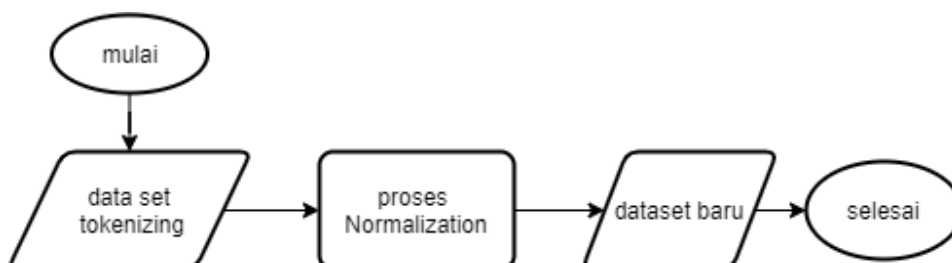 mulai
data set
tokenizing
proses
Normalization
dataset baru
selesai